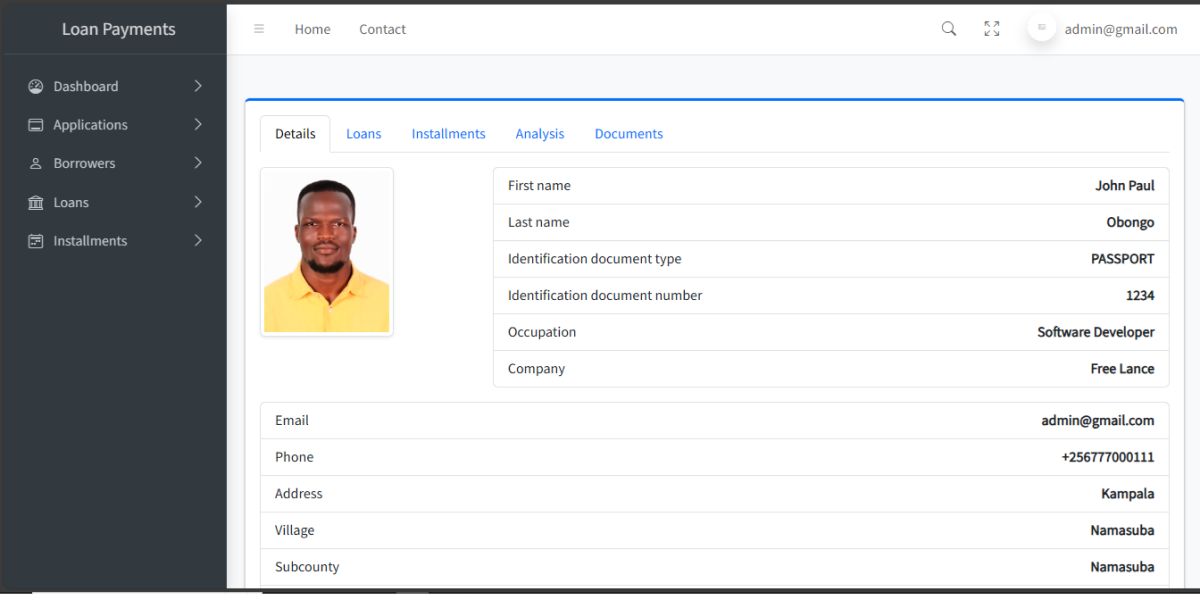 Loan Payments
Home Contact admin@gmail.com
Dashboard
Applications
Borrowers
Loans
Installments
Details Loans Installments Analysis Documents
First name John Paul
Last name Obongo
Identification document type PASSPORT
Identification document number 1234
Occupation Software Developer
Company Free Lance
Email admin@gmail.com
Phone +256777000111
Address Kampala
Village Namasuba
Subcounty Namasuba